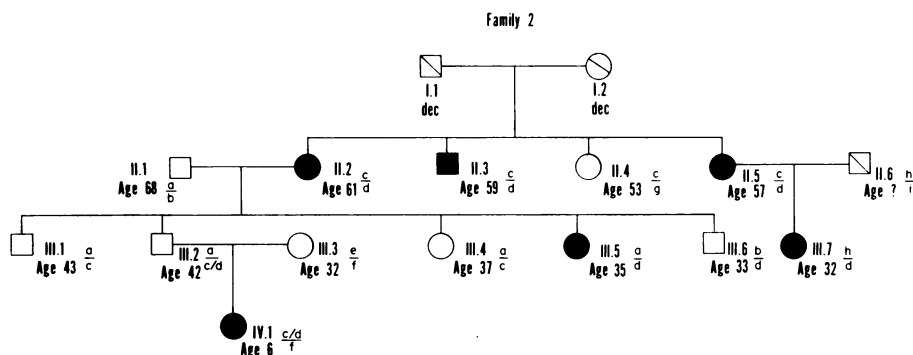 Family 2
I.1
dec
I.2
dec
II.1
Age 68 a/b
II.2
Age 61 c/d
II.3
Age 59 c/d
II.4
Age 53 c/g
II.5
Age 57 c/d
II.6
Age ? h/i
III.1
Age 43 a/c
III.2
Age 42 a/c/d
III.3
Age 32 e/f
III.4
Age 37 a/c
III.5
Age 35 a/d
III.6
Age 33 b/d
III.7
Age 32 h/d
IV.1
Age 6 c/d/f